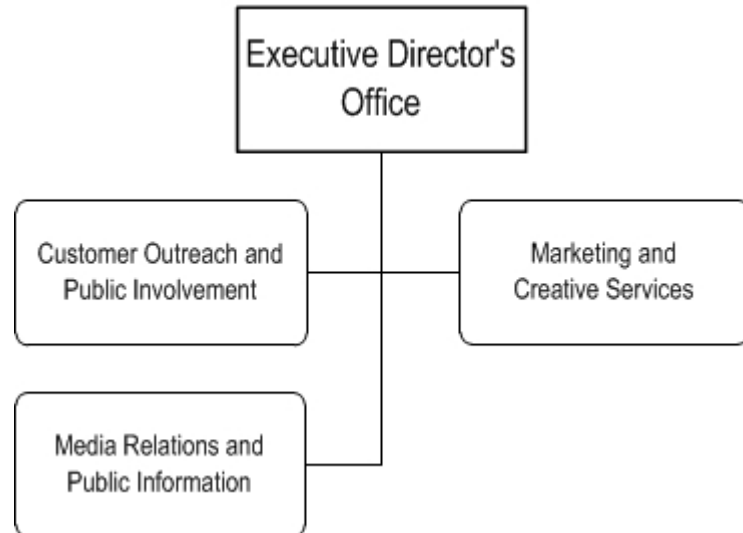 Executive Director's
Office
Customer Outreach and
Public Involvement
Marketing and
Creative Services
Media Relations and
Public Information